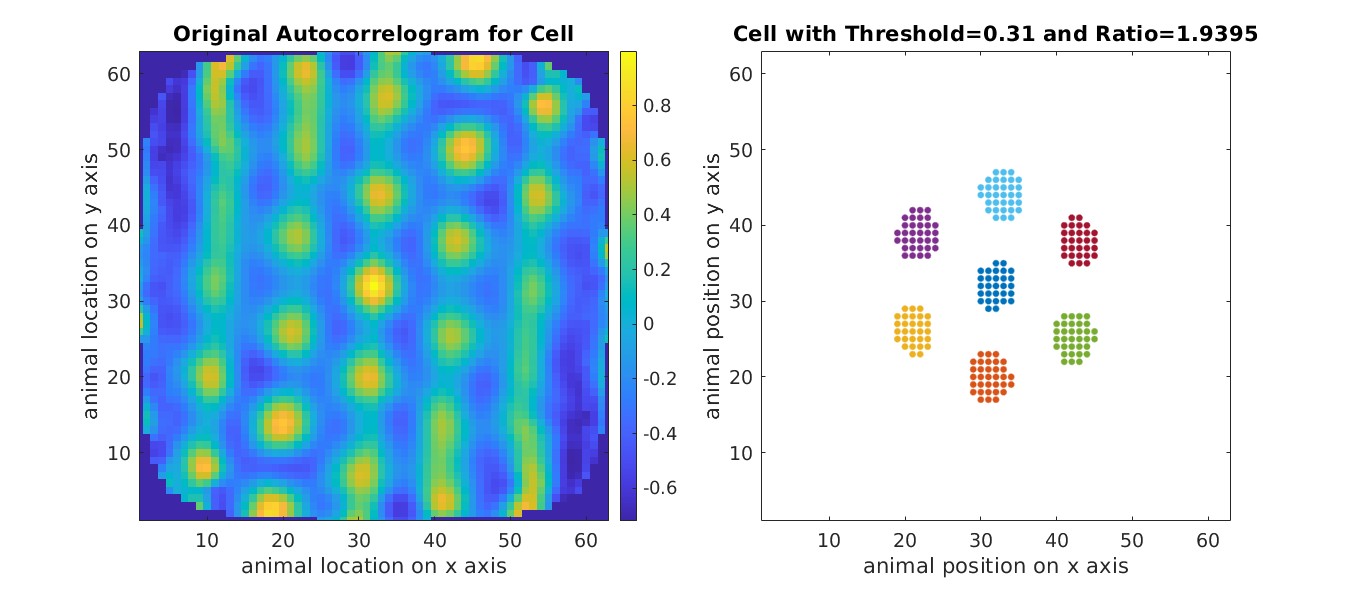 Original Autocorrelogram for Cell
60
50
40
30
20
10
10 20 30 40 50 60
animal location on y axis
animal location on x axis
0.8
0.6
0.4
0.2
0
-0.2
-0.4
-0.6
Cell with Threshold=0.31 and Ratio=1.9395
60
50
40
30
20
10
10 20 30 40 50 60
animal position on y axis
animal position on x axis